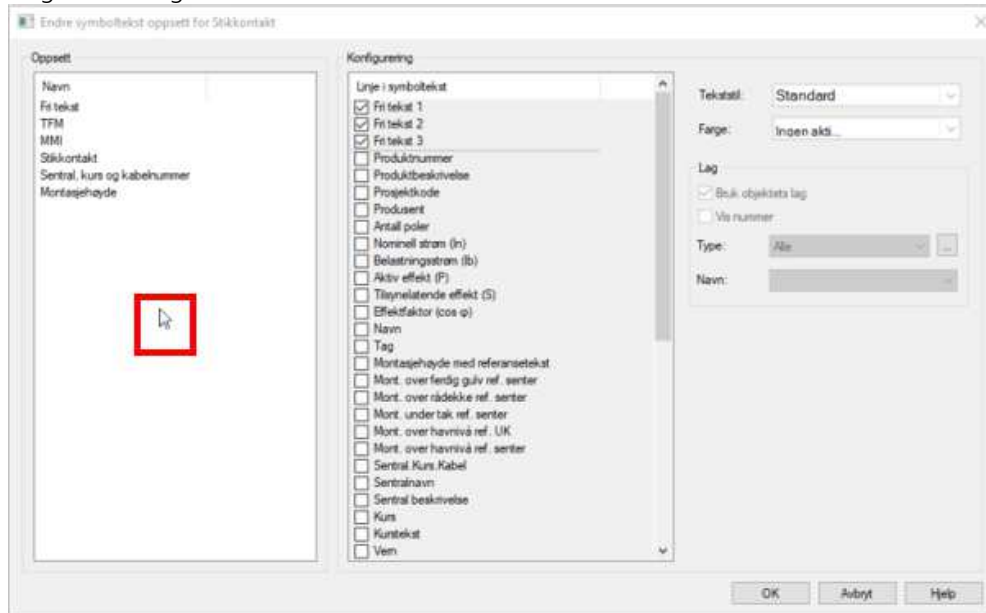 Endre symboltekst oppsett for Stikkontakt
Oppsett
Navn
Fri tekst
TFM
MMI
Stikkontakt
Sentral, kurs og kabelnummer
Montasjehøyde
Konfigurering
Linje i symboltekst
Fri tekst 1
Fri tekst 2
Fri tekst 3
Produktnummer
Produktbeskrivelse
Prosjektkode
Produsent
Antall poler
Nominell strøm (In)
Belastningsstrøm (Ib)
Aktiv effekt (P)
Tilsynelatende effekt (S)
Effektfaktor (cos φ)
Navn
Tag
Montasjehøyde med referansetekst
Mont. over ferdig gulv ref. senter
Mont. over rådekke ref. senter
Mont. under tak ref. senter
Mont. over havnivå ref. UK
Mont. over havnivå ref. senter
Sentral.Kurs.Kabel
Sentralnavn
Sentral beskrivelse
Kurs
Kurstekst
Vern
Tekststil: Standard
Farge: Ingen akti...
Lag
Bruk objektets lag
Vis nummer
Type: Alle ...
Navn:
OK Avbryt Hjelp